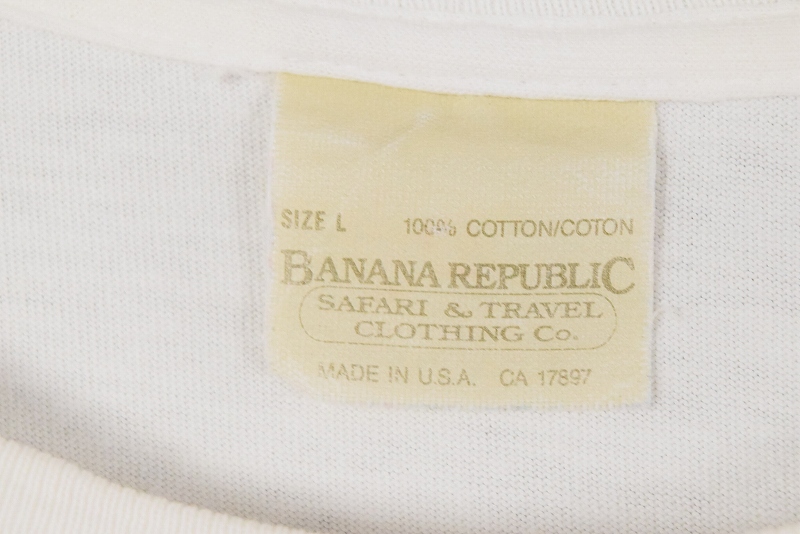 SIZE L 100% COTTON/COTON
BANANA REPUBLIC
SAFARI & TRAVEL
CLOTHING CO.
MADE IN U.S.A. CA 17897